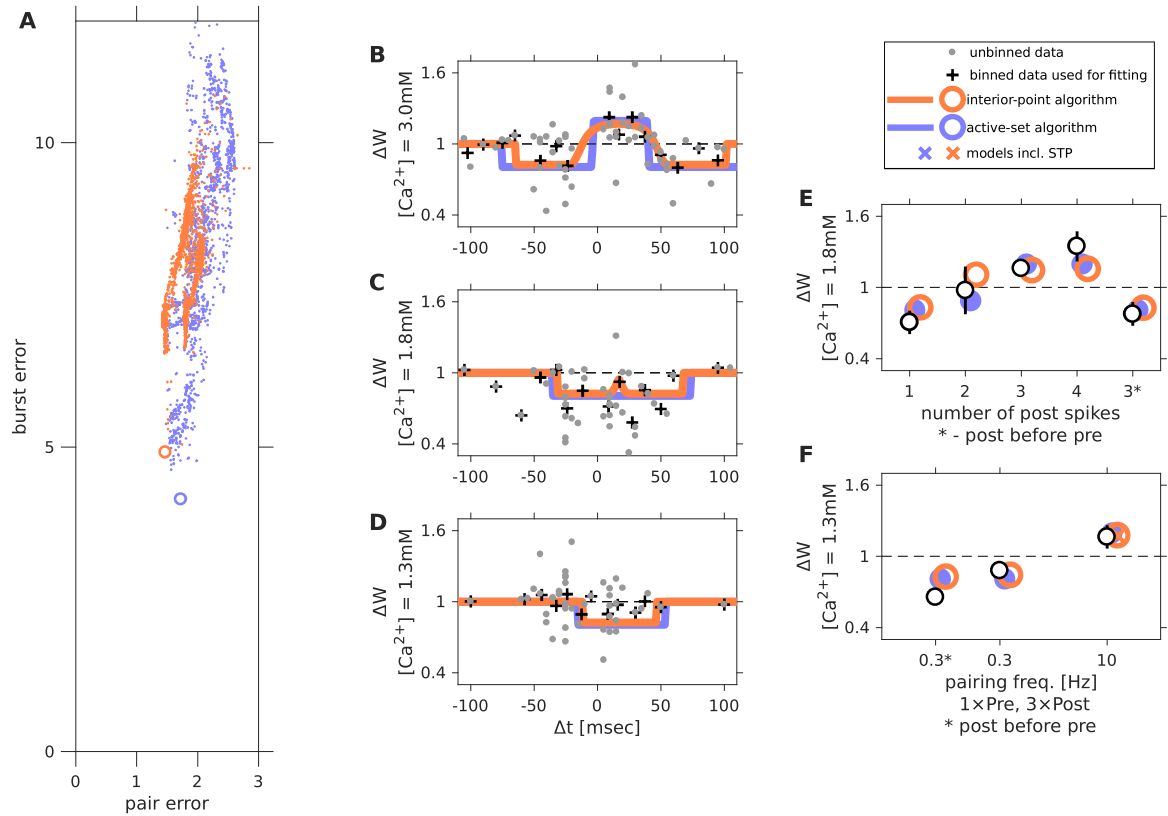 A
10
5
0
burst error
0 1 2 3
pair error
B
ΔW
[Ca2+] = 3.0mM
1.6
1
0.4
-100 -50 0 50 100
C
ΔW
[Ca2+] = 1.8mM
1.6
1
0.4
-100 -50 0 50 100
D
ΔW
[Ca2+] = 1.3mM
1.6
1
0.4
-100 -50 0 50 100
Δt [msec]
unbinned data
binned data used for fitting
interior-point algorithm
active-set algorithm
models incl. STP
E
ΔW
[Ca2+] = 1.8mM
1.6
1
0.4
1 2 3 4 3*
number of post spikes
* - post before pre
F
ΔW
[Ca2+] = 1.3mM
1.6
1
0.4
0.3* 0.3 10
pairing freq. [Hz]
1×Pre, 3×Post
* post before pre